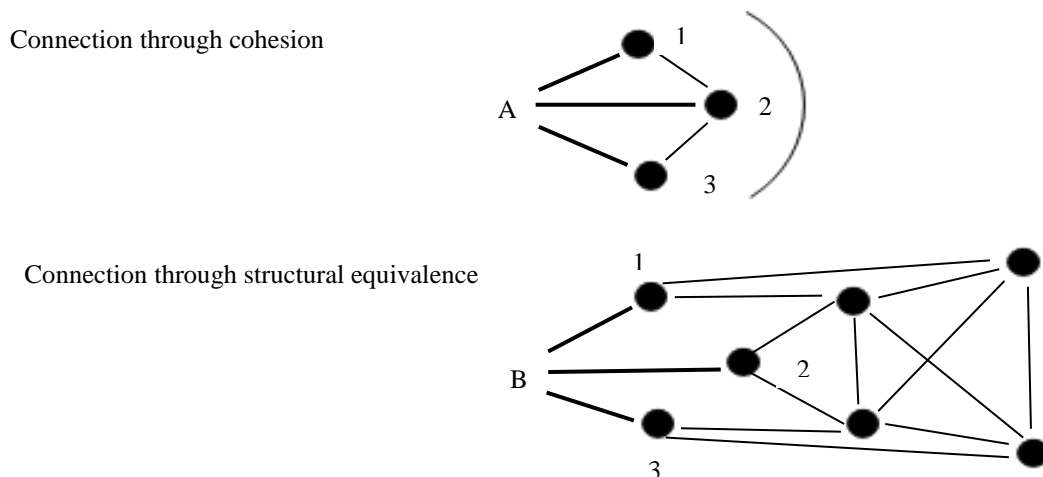 Connection through cohesion
1
A
2
3
Connection through structural equivalence
1
B
2
3